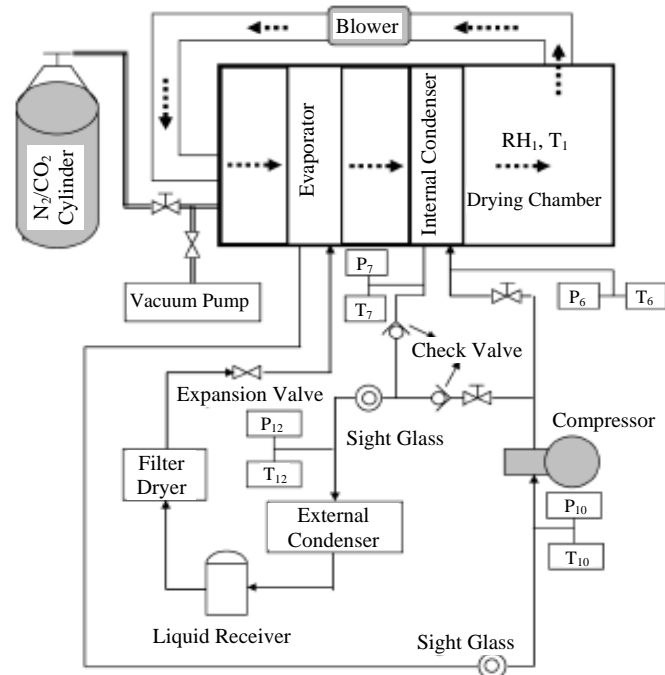 Blower
N₂/CO₂
Cylinder
Evaporator
Internal Condenser
RH₁, T₁
Drying Chamber
Vacuum Pump
P₇
T₇
P₆
T₆
Check Valve
Expansion Valve
Sight Glass
Compressor
P₁₂
T₁₂
Filter
Dryer
External
Condenser
P₁₀
T₁₀
Liquid Receiver
Sight Glass